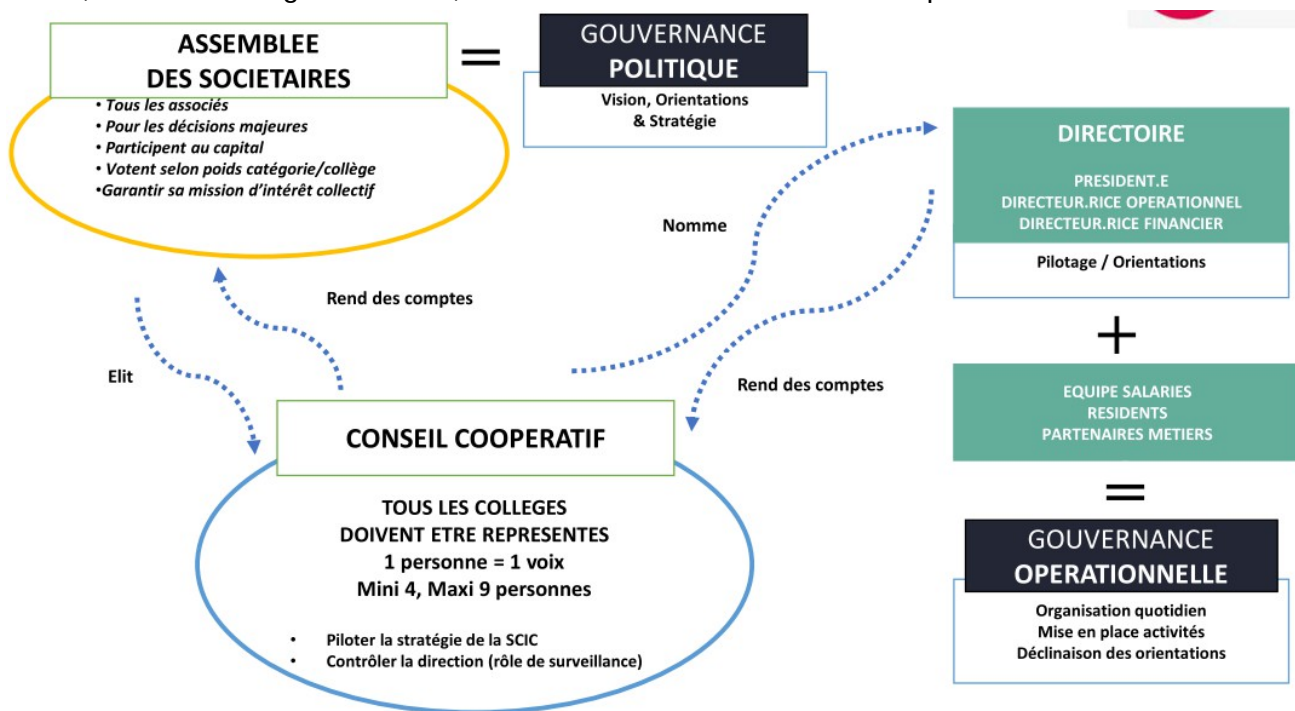 ASSEMBLEE
DES SOCIETAIRES
• Tous les associés
• Pour les décisions majeures
• Participent au capital
• Votent selon poids catégorie/collège
•Garantir sa mission d'intérêt collectif
=
GOUVERNANCE
POLITIQUE
Vision, Orientations
& Stratégie
DIRECTOIRE
PRESIDENT.E
DIRECTEUR.RICE OPERATIONNEL
DIRECTEUR.RICE FINANCIER
Pilotage / Orientations
Nomme
Rend des comptes
Elit
Rend des comptes
+
EQUIPE SALARIES
RESIDENTS
PARTENAIRES METIERS
=
CONSEIL COOPERATIF
TOUS LES COLLEGES
DOIVENT ETRE REPRESENTES
1 personne = 1 voix
Mini 4, Maxi 9 personnes
• Piloter la stratégie de la SCIC
• Contrôler la direction (rôle de surveillance)
GOUVERNANCE
OPERATIONNELLE
Organisation quotidien
Mise en place activités
Déclinaison des orientations